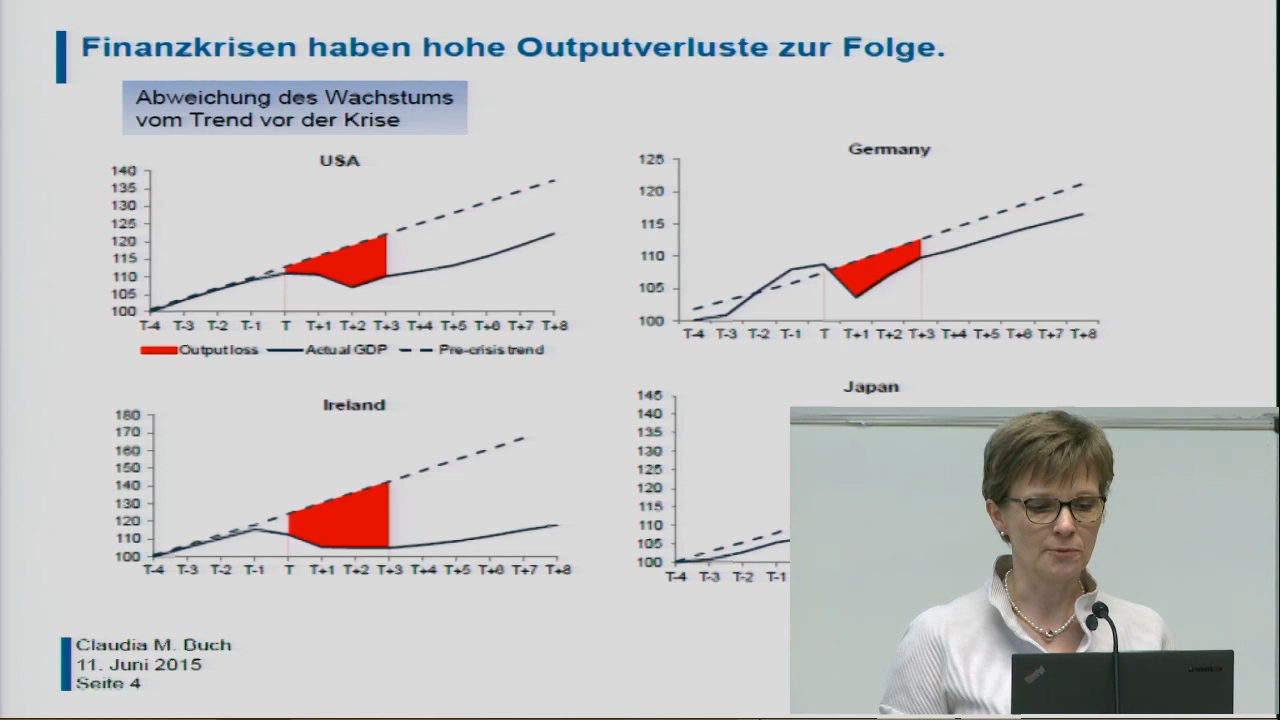 Finanzkrisen haben hohe Outputverluste zur Folge.
Abweichung des Wachstums
vom Trend vor der Krise
USA
140
135
130
125
120
115
110
105
100
T-4 T-3 T-2 T-1 T T+1 T+2 T+3 T+4 T+5 T+6 T+7 T+8
Output loss Actual GDP Pre-crisis trend
Germany
125
120
115
110
105
100
T-4 T-3 T-2 T-1 T T+1 T+2 T+3 T+4 T+5 T+6 T+7 T+8
Ireland
180
170
160
150
140
130
120
110
100
T-4 T-3 T-2 T-1 T T+1 T+2 T+3 T+4 T+5 T+6 T+7 T+8
Japan
145
140
135
130
125
120
115
110
105
100
T-4 T-3 T-2 T-1
Claudia M. Buch
11. Juni 2015
Seite 4